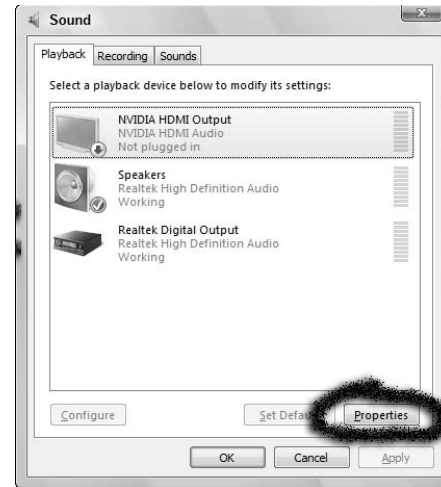 Sound
Playback Recording Sounds
Select a playback device below to modify its settings:
NVIDIA HDMI Output
NVIDIA HDMI Audio
Not plugged in
Speakers
Realtek High Definition Audio
Working
Realtek Digital Output
Realtek High Definition Audio
Working
Configure Set Properties
OK Cancel Apply